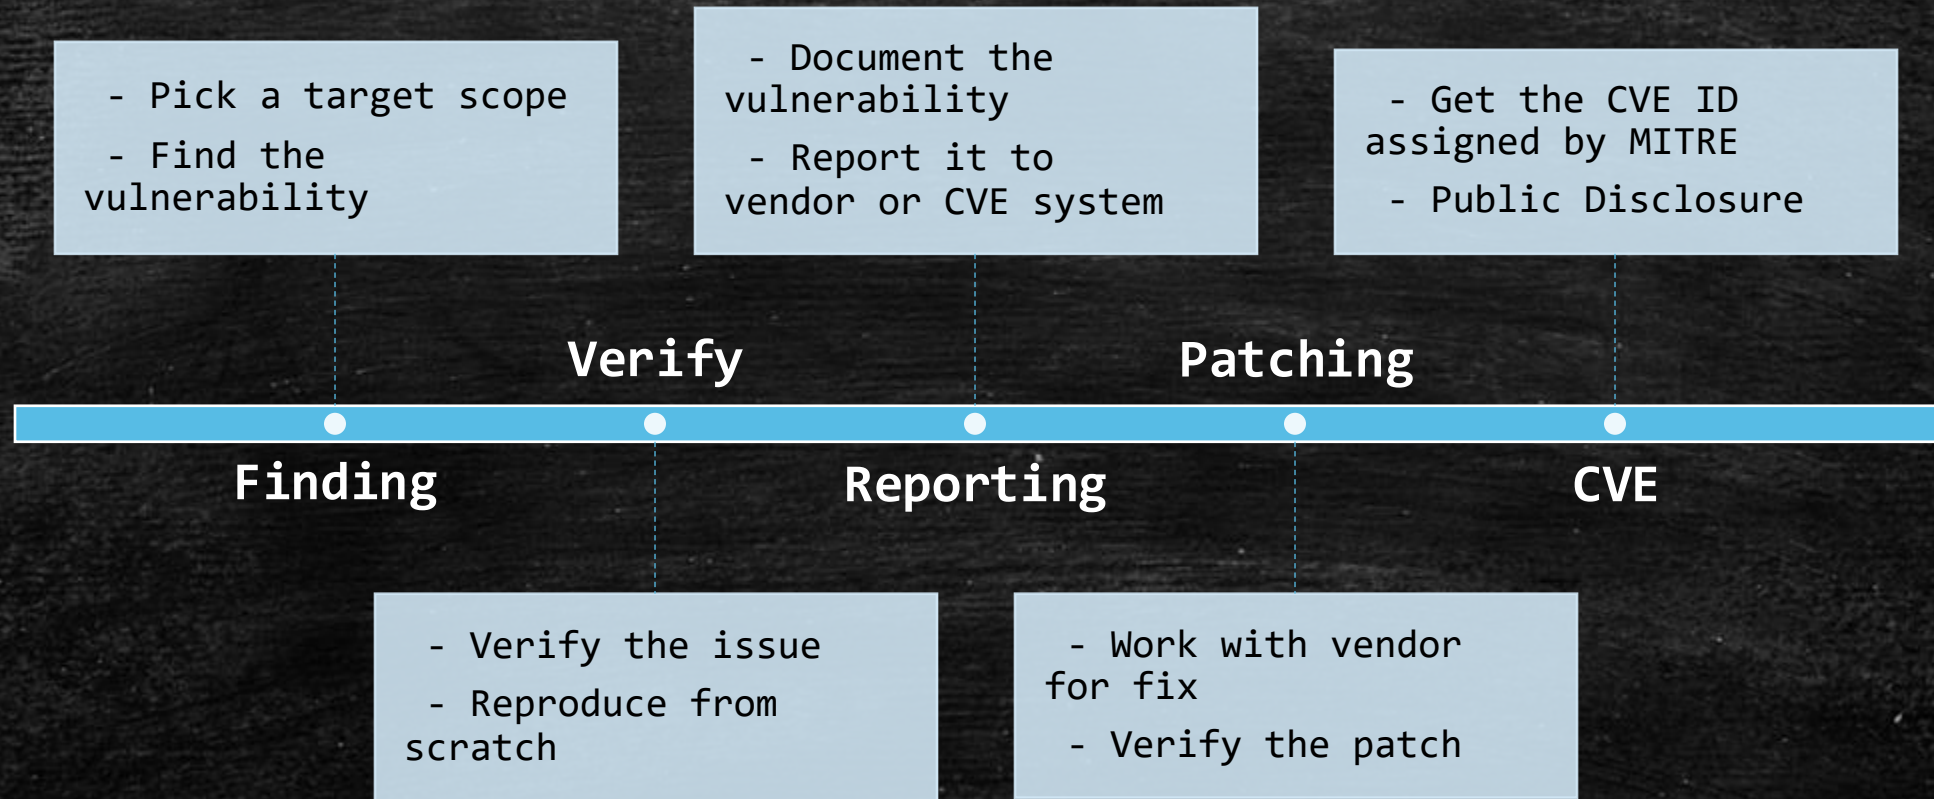 - Pick a target scope
- Find the
vulnerability
- Document the
vulnerability
- Report it to
vendor or CVE system
- Get the CVE ID
assigned by MITRE
- Public Disclosure
Verify
Patching
Finding
Reporting
CVE
- Verify the issue
- Reproduce from
scratch
- Work with vendor
for fix
- Verify the patch